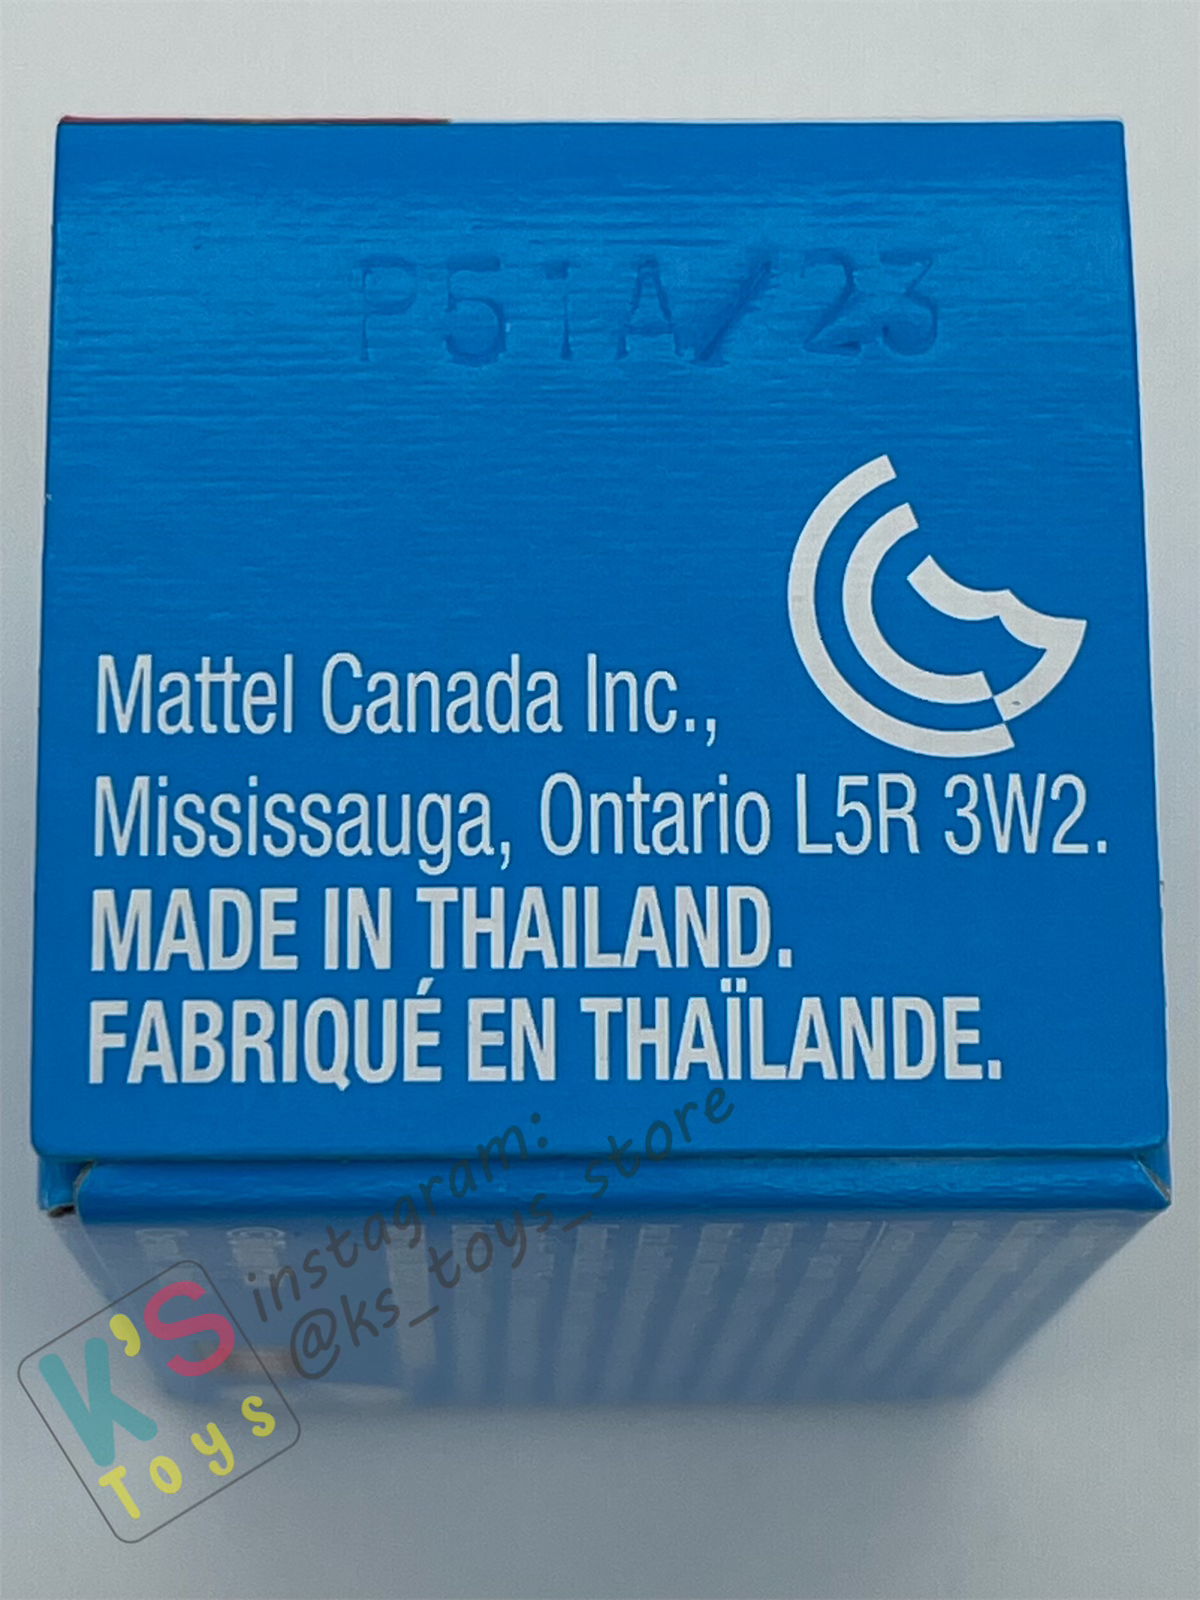 P51A/23
Mattel Canada Inc.,
Mississauga, Ontario L5R 3W2.
MADE IN THAILAND.
FABRIQUÉ EN THAÏLANDE.
instagram:
@ks_toys_store
K'S
Toys